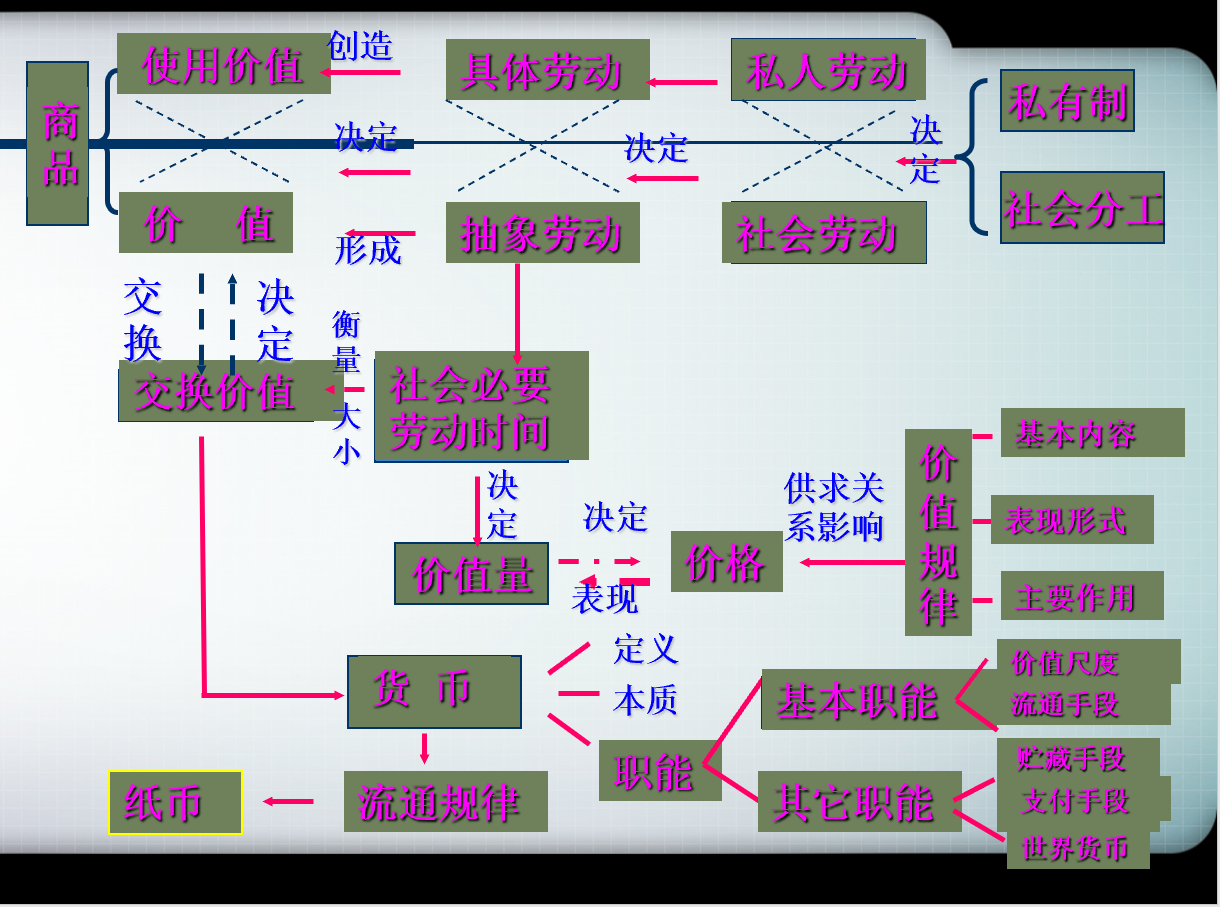 商
品
使用价值
创造
具体劳动
私人劳动
私有制
决定
决定
决
定
价 值
形成
抽象劳动
社会劳动
社会分工
交
换
决
定
衡
量
大
小
交换价值
社会必要
劳动时间
决
定
价值量
决定
表现
价格
供求关
系影响
价
值
规
律
基本内容
表现形式
主要作用
货 币
定义
本质
职能
基本职能
价值尺度
流通手段
其它职能
贮藏手段
支付手段
世界货币
流通规律
纸币